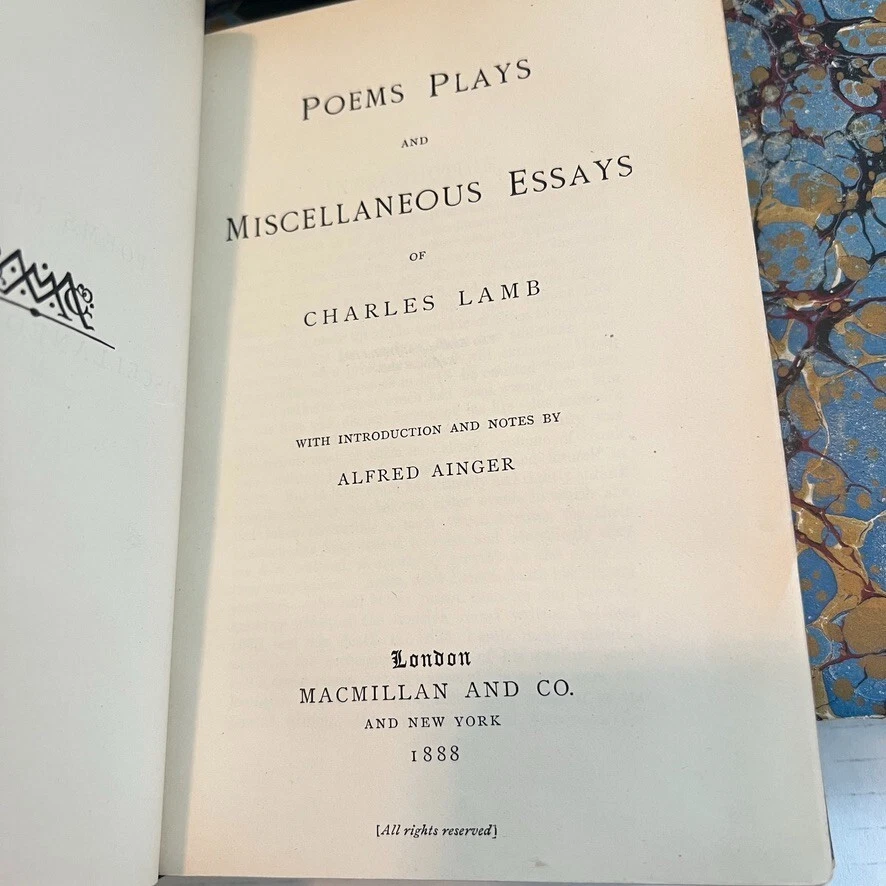 POEMS PLAYS
AND
MISCELLANEOUS ESSAYS
OF
CHARLES LAMB
WITH INTRODUCTION AND NOTES BY
ALFRED AINGER
London
MACMILLAN AND CO.
AND NEW YORK
1888
[All rights reserved]